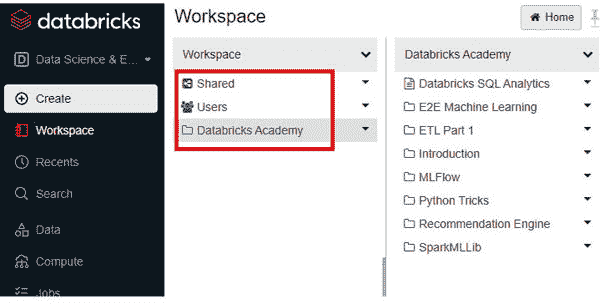 databricks
Data Science & E...
Create
Workspace
Recents
Search
Data
Compute
Jobs
Workspace
Home
Workspace
Shared
Users
Databricks Academy
Databricks Academy
Databricks SQL Analytics
E2E Machine Learning
ETL Part 1
Introduction
MLFlow
Python Tricks
Recommendation Engine
SparkMLLib